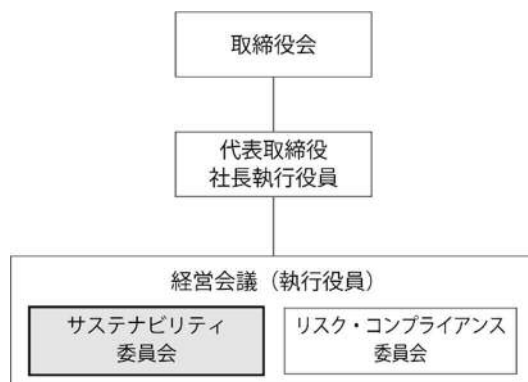 取締役会
代表取締役
社長執行役員
経営会議（執行役員）
サステナビリティ
委員会
リスク・コンプライアンス
委員会